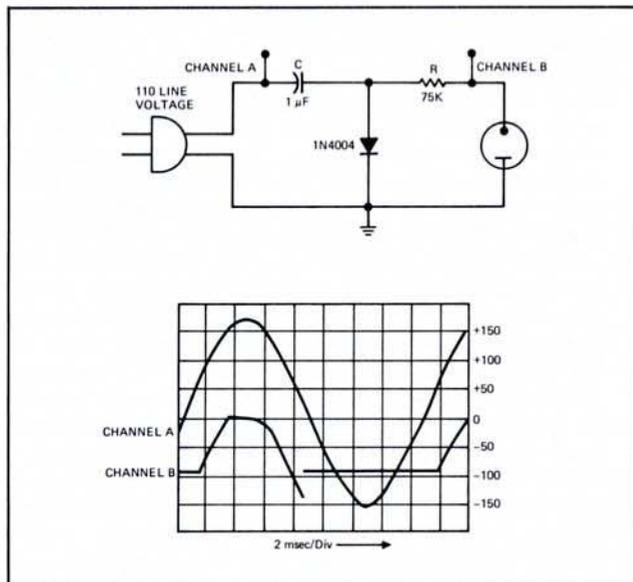 CHANNEL A
C
1 µF
R
75K
CHANNEL B
110 LINE
VOLTAGE
1N4004
+150
+100
+50
0
-50
-100
-150
CHANNEL A
CHANNEL B
2 msec/Div